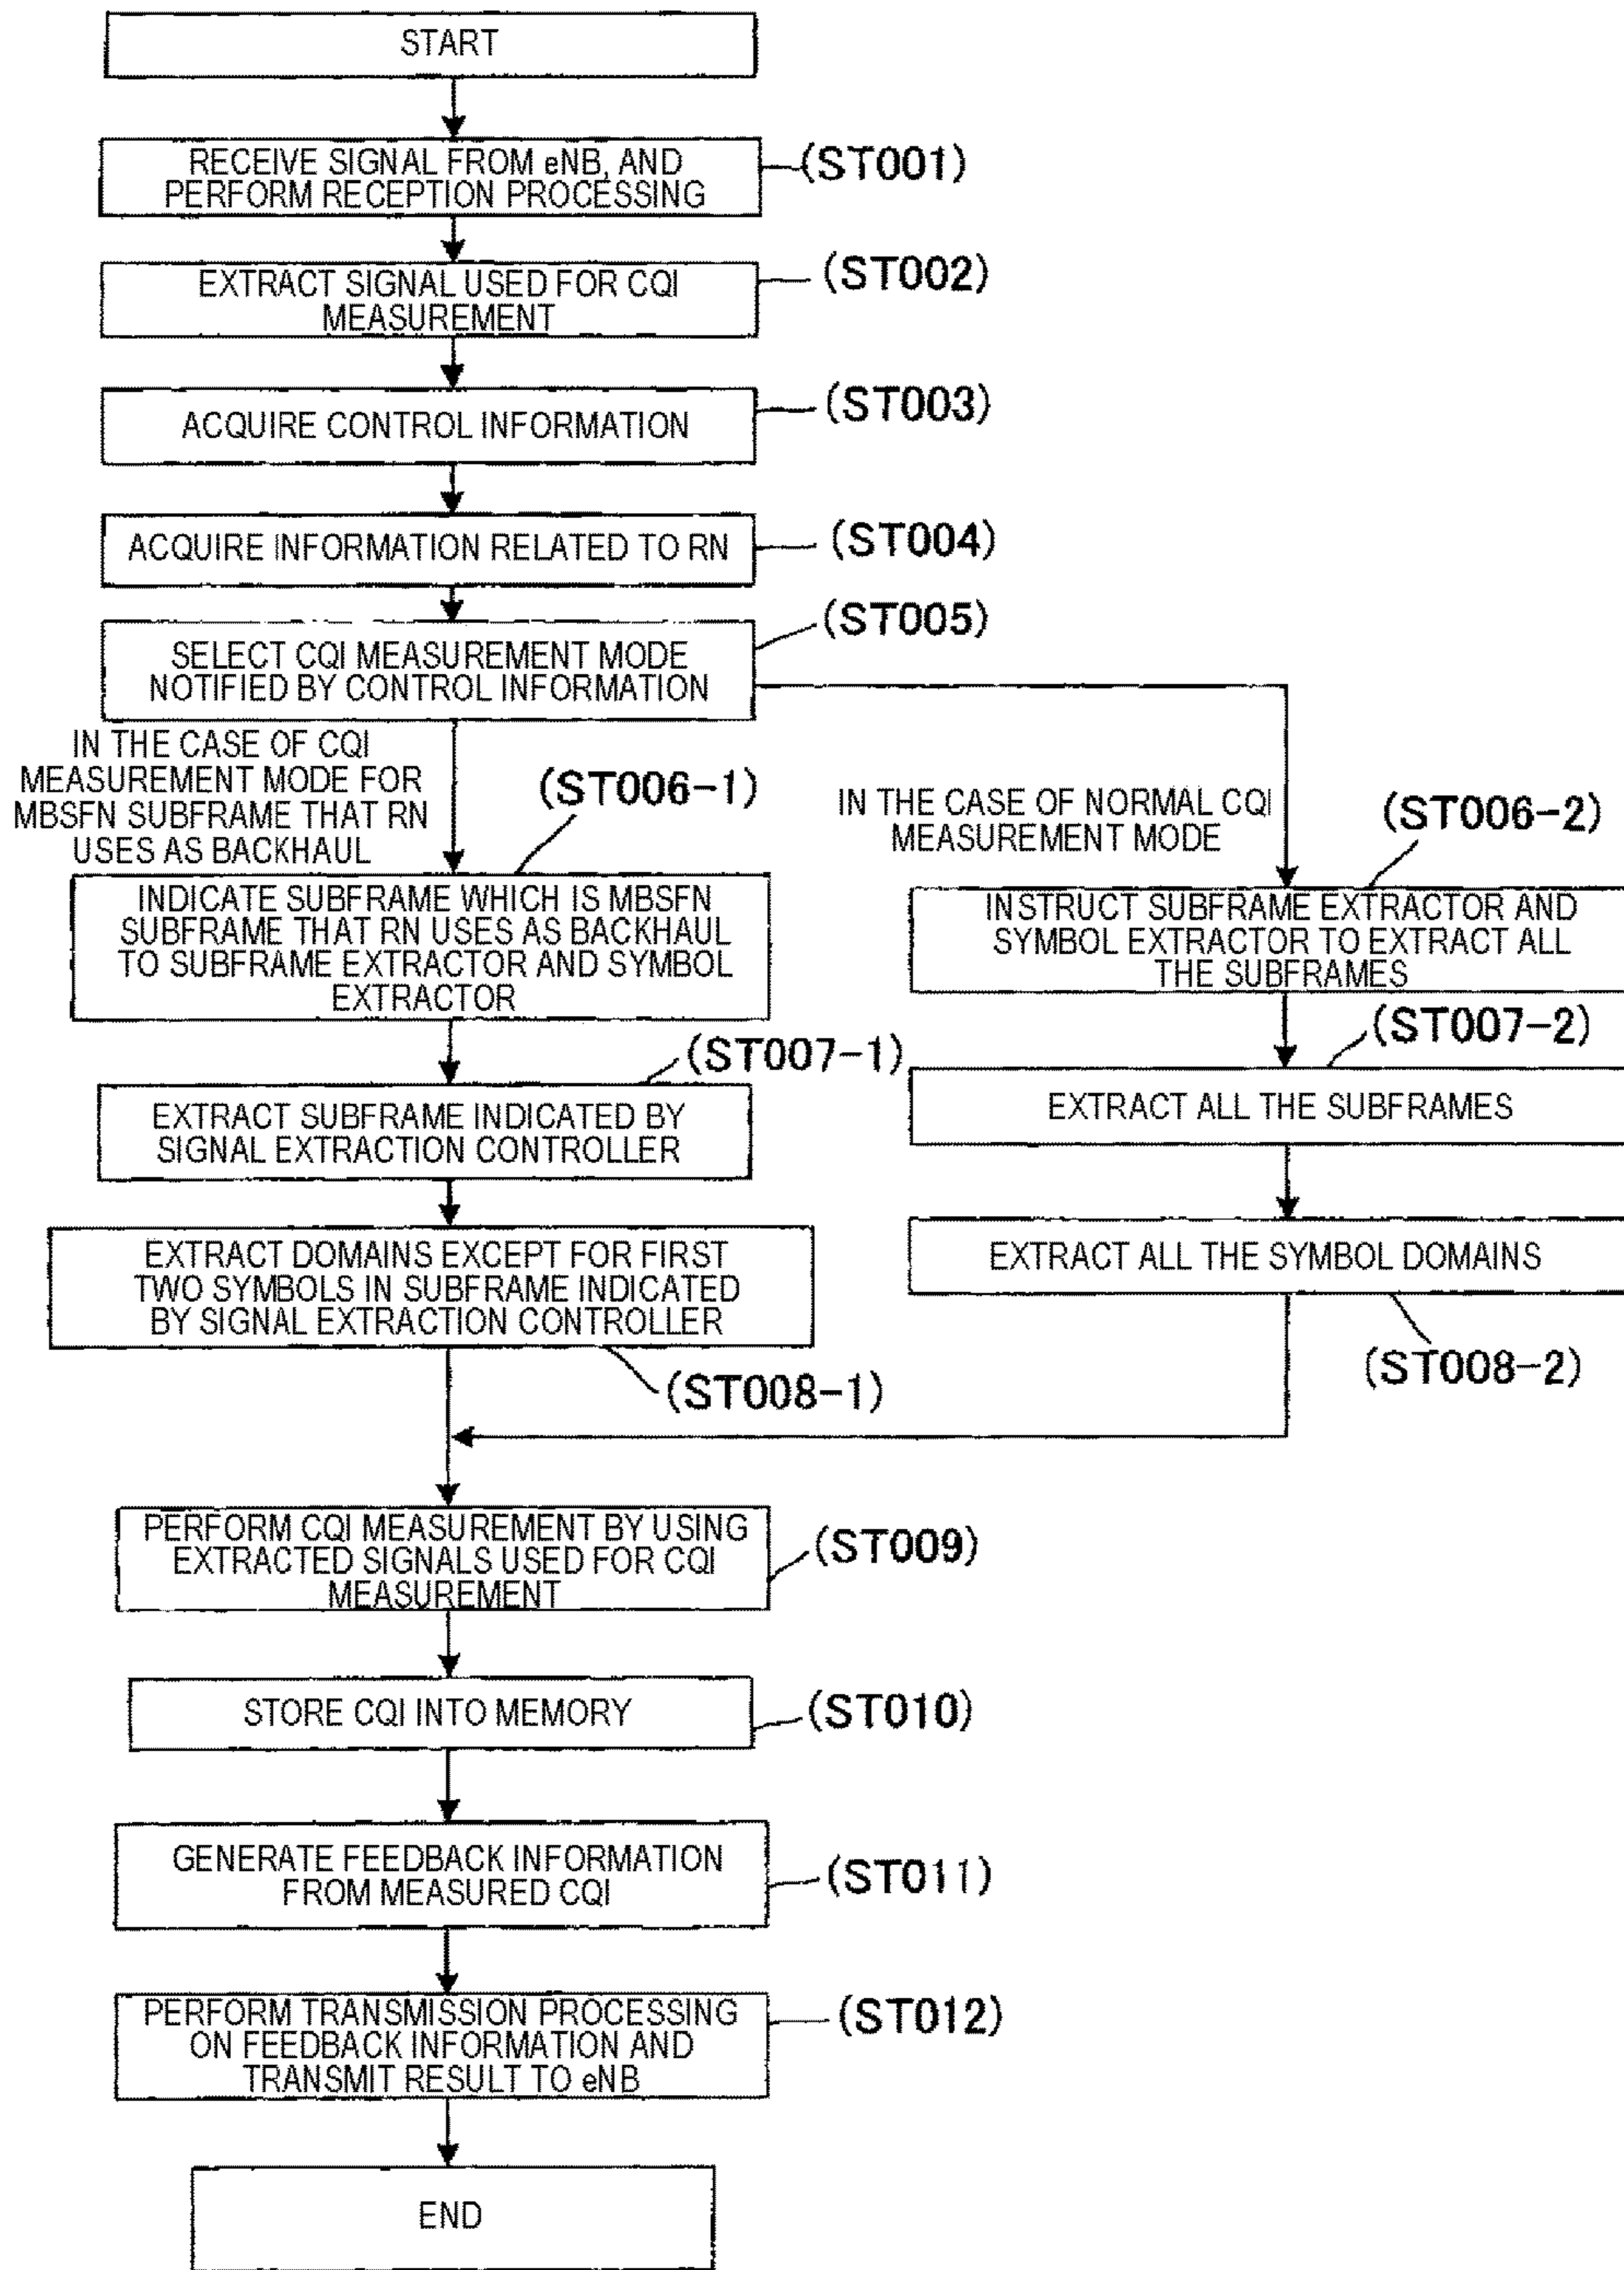 START
RECEIVE SIGNAL FROM eNB, AND
PERFORM RECEPTION PROCESSING
(ST001)
EXTRACT SIGNAL USED FOR CQI
MEASUREMENT
(ST002)
ACQUIRE CONTROL INFORMATION
(ST003)
ACQUIRE INFORMATION RELATED TO RN
(ST004)
SELECT CQI MEASUREMENT MODE
NOTIFIED BY CONTROL INFORMATION
(ST005)
IN THE CASE OF CQI
MEASUREMENT MODE FOR
MBSFN SUBFRAME THAT RN
USES AS BACKHAUL
(ST006-1)
INDICATE SUBFRAME WHICH IS MBSFN
SUBFRAME THAT RN USES AS BACKHAUL
TO SUBFRAME EXTRACTOR AND SYMBOL
EXTRACTOR
(ST007-1)
EXTRACT SUBFRAME INDICATED BY
SIGNAL EXTRACTION CONTROLLER
EXTRACT DOMAINS EXCEPT FOR FIRST
TWO SYMBOLS IN SUBFRAME INDICATED
BY SIGNAL EXTRACTION CONTROLLER
(ST008-1)
IN THE CASE OF NORMAL CQI
MEASUREMENT MODE
(ST006-2)
INSTRUCT SUBFRAME EXTRACTOR AND
SYMBOL EXTRACTOR TO EXTRACT ALL
THE SUBFRAMES
(ST007-2)
EXTRACT ALL THE SUBFRAMES
EXTRACT ALL THE SYMBOL DOMAINS
(ST008-2)
PERFORM CQI MEASUREMENT BY USING
EXTRACTED SIGNALS USED FOR CQI
MEASUREMENT
(ST009)
STORE CQI INTO MEMORY
(ST010)
GENERATE FEEDBACK INFORMATION
FROM MEASURED CQI
(ST011)
PERFORM TRANSMISSION PROCESSING
ON FEEDBACK INFORMATION AND
TRANSMIT RESULT TO eNB
(ST012)
END